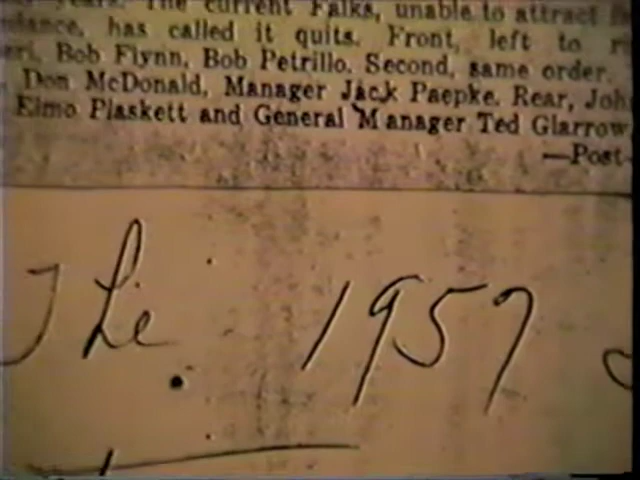 years. The current Falks, unable to attract
has called it quits. Front, left to
Bob Flynn, Bob Petrillo. Second, same order.
Don McDonald, Manager Jack Paepke. Rear,
Elmo Plaskett and General Manager Ted Glarrow
—Post
The 1957